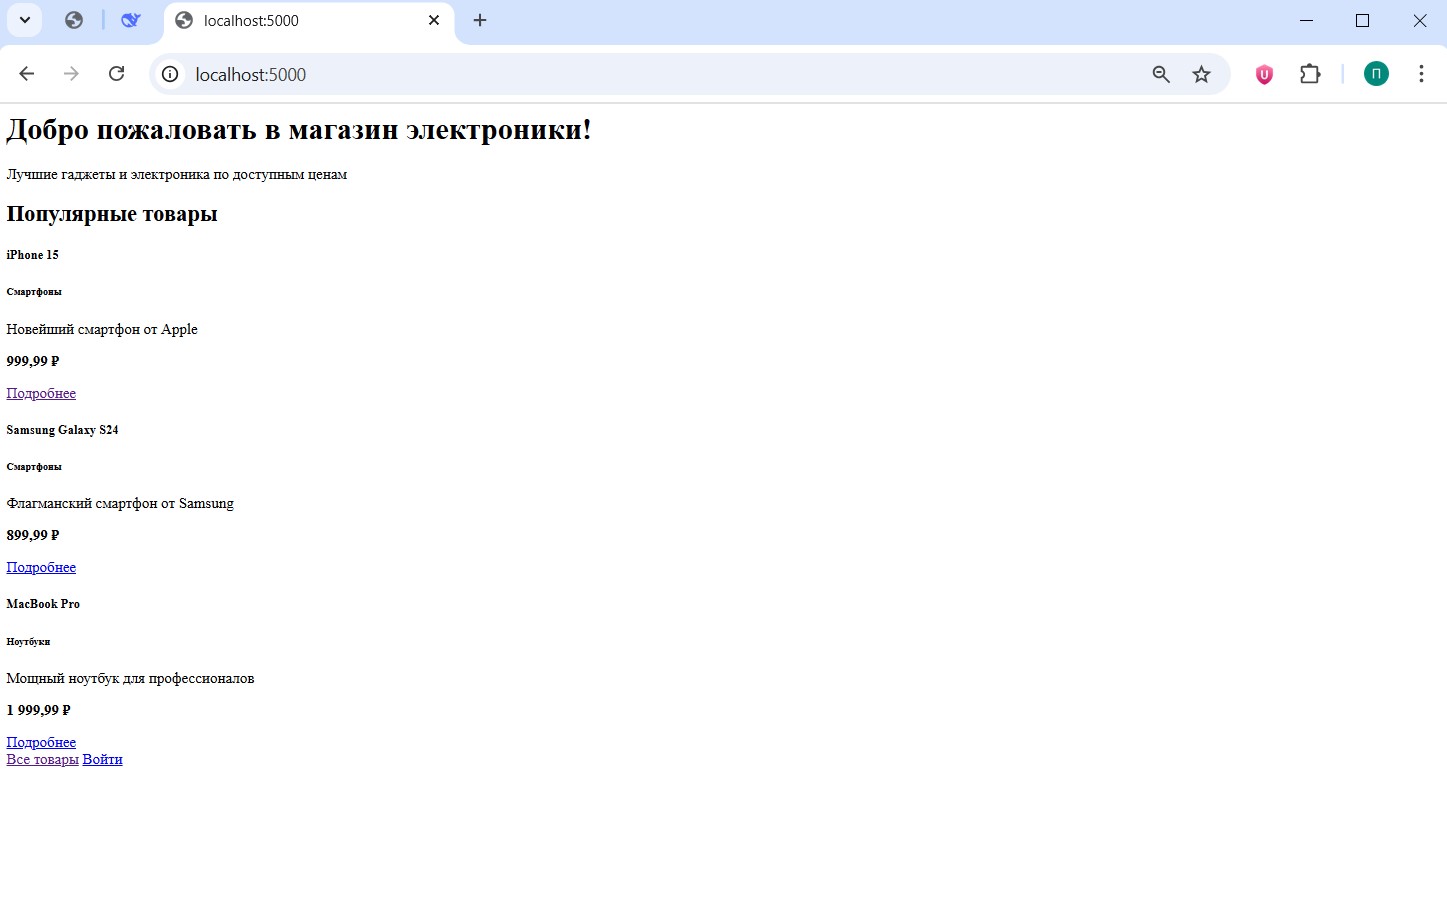 localhost:5000
localhost:5000
U
П
Добро пожаловать в магазин электроники!
Лучшие гаджеты и электроника по доступным ценам
Популярные товары
iPhone 15
Смартфоны
Новейший смартфон от Apple
999,99 ₽
Подробнее
Samsung Galaxy S24
Смартфоны
Флагманский смартфон от Samsung
899,99 ₽
Подробнее
MacBook Pro
Ноутбуки
Мощный ноутбук для профессионалов
1 999,99 ₽
Подробнее
Все товары Войти